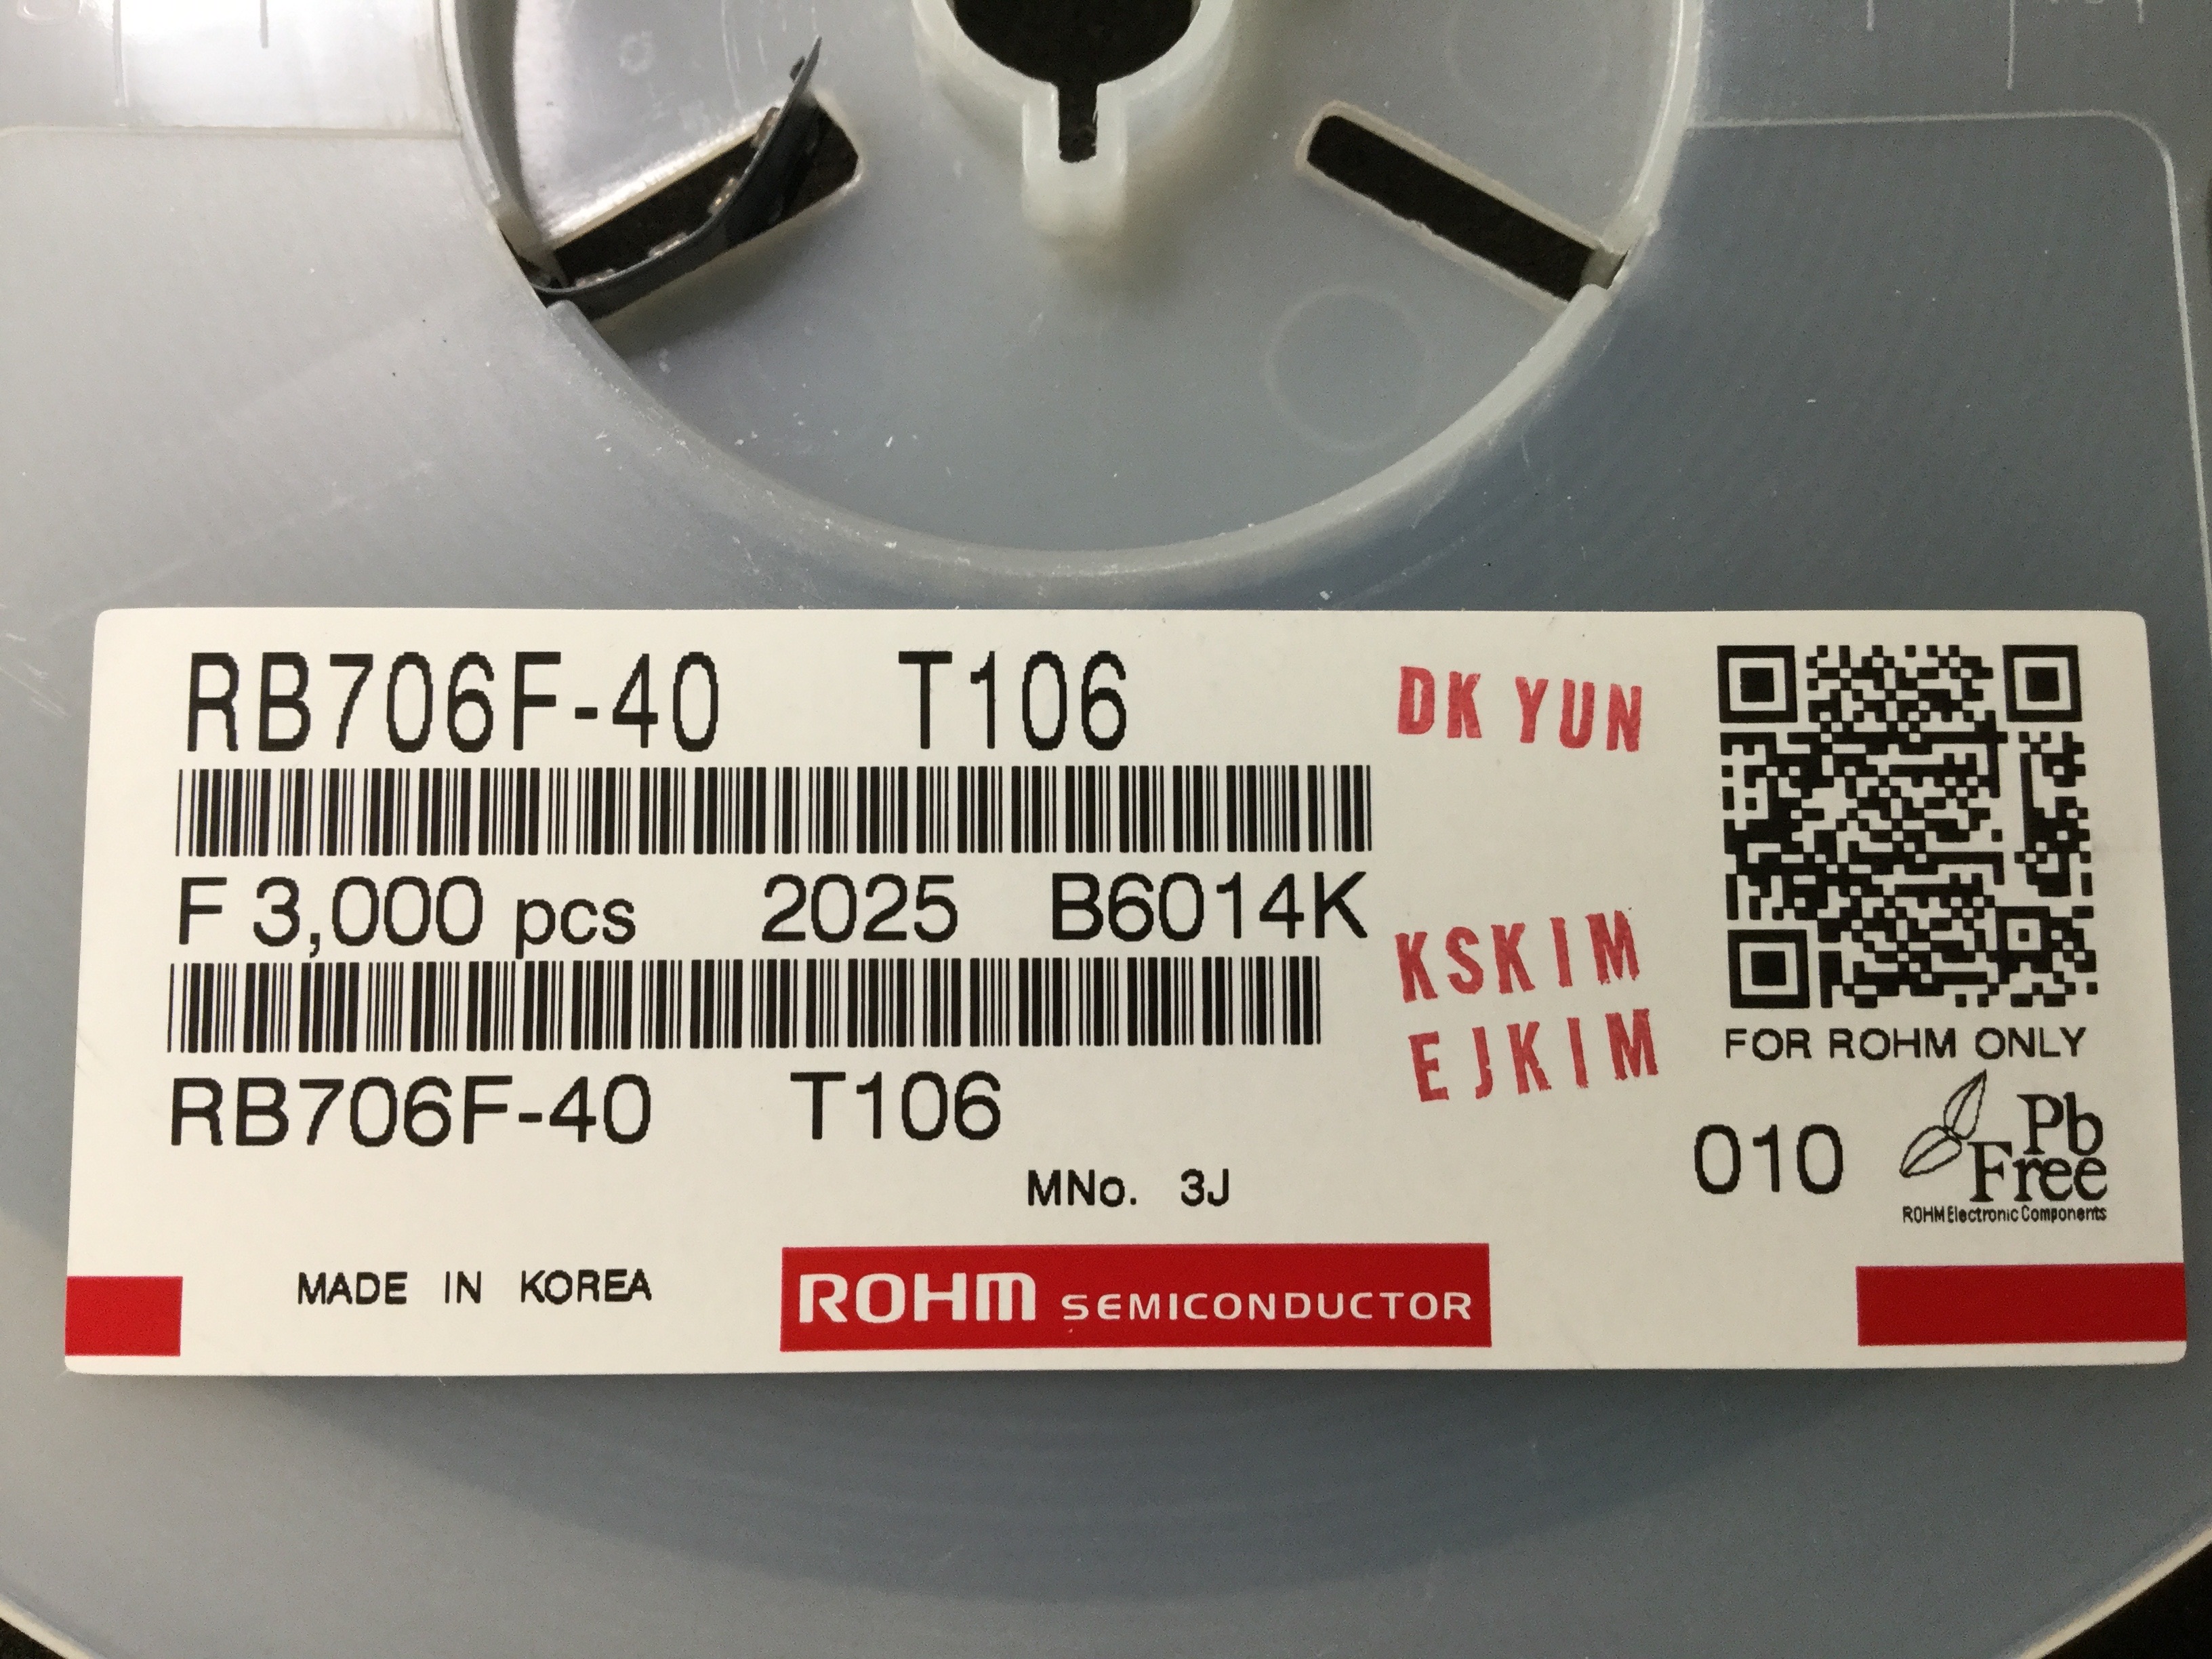 RB706F-40 T106
DK YUN
F 3,000 pcs 2025 B6014K
KSKIM
EJKIM
FOR ROHM ONLY
RB706F-40 T106
MNo. 3J
010
Pb
Free
ROHM Electronic Components
MADE IN KOREA
ROHM SEMICONDUCTOR